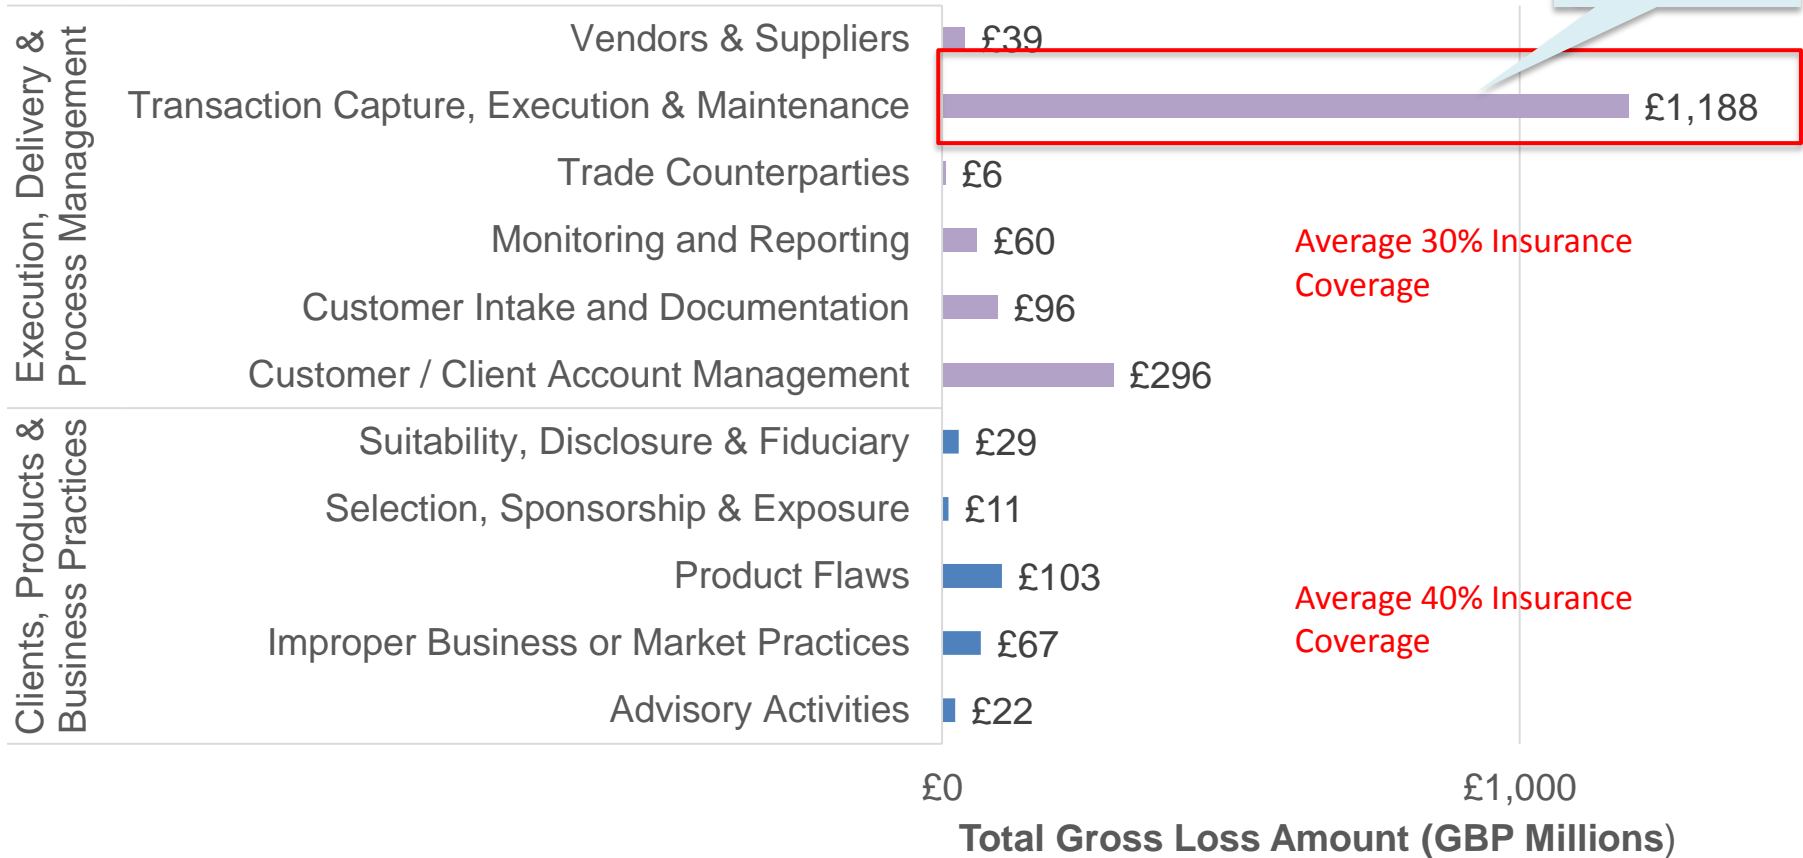 Execution, Delivery &
Process Management
Vendors & Suppliers £39
Transaction Capture, Execution & Maintenance £1,188
Trade Counterparties £6
Monitoring and Reporting £60
Average 30% Insurance
Coverage
Customer Intake and Documentation £96
Customer / Client Account Management £296
Clients, Products &
Business Practices
Suitability, Disclosure & Fiduciary £29
Selection, Sponsorship & Exposure £11
Product Flaws £103
Average 40% Insurance
Coverage
Improper Business or Market Practices £67
Advisory Activities £22
£0 £1,000
Total Gross Loss Amount (GBP Millions)